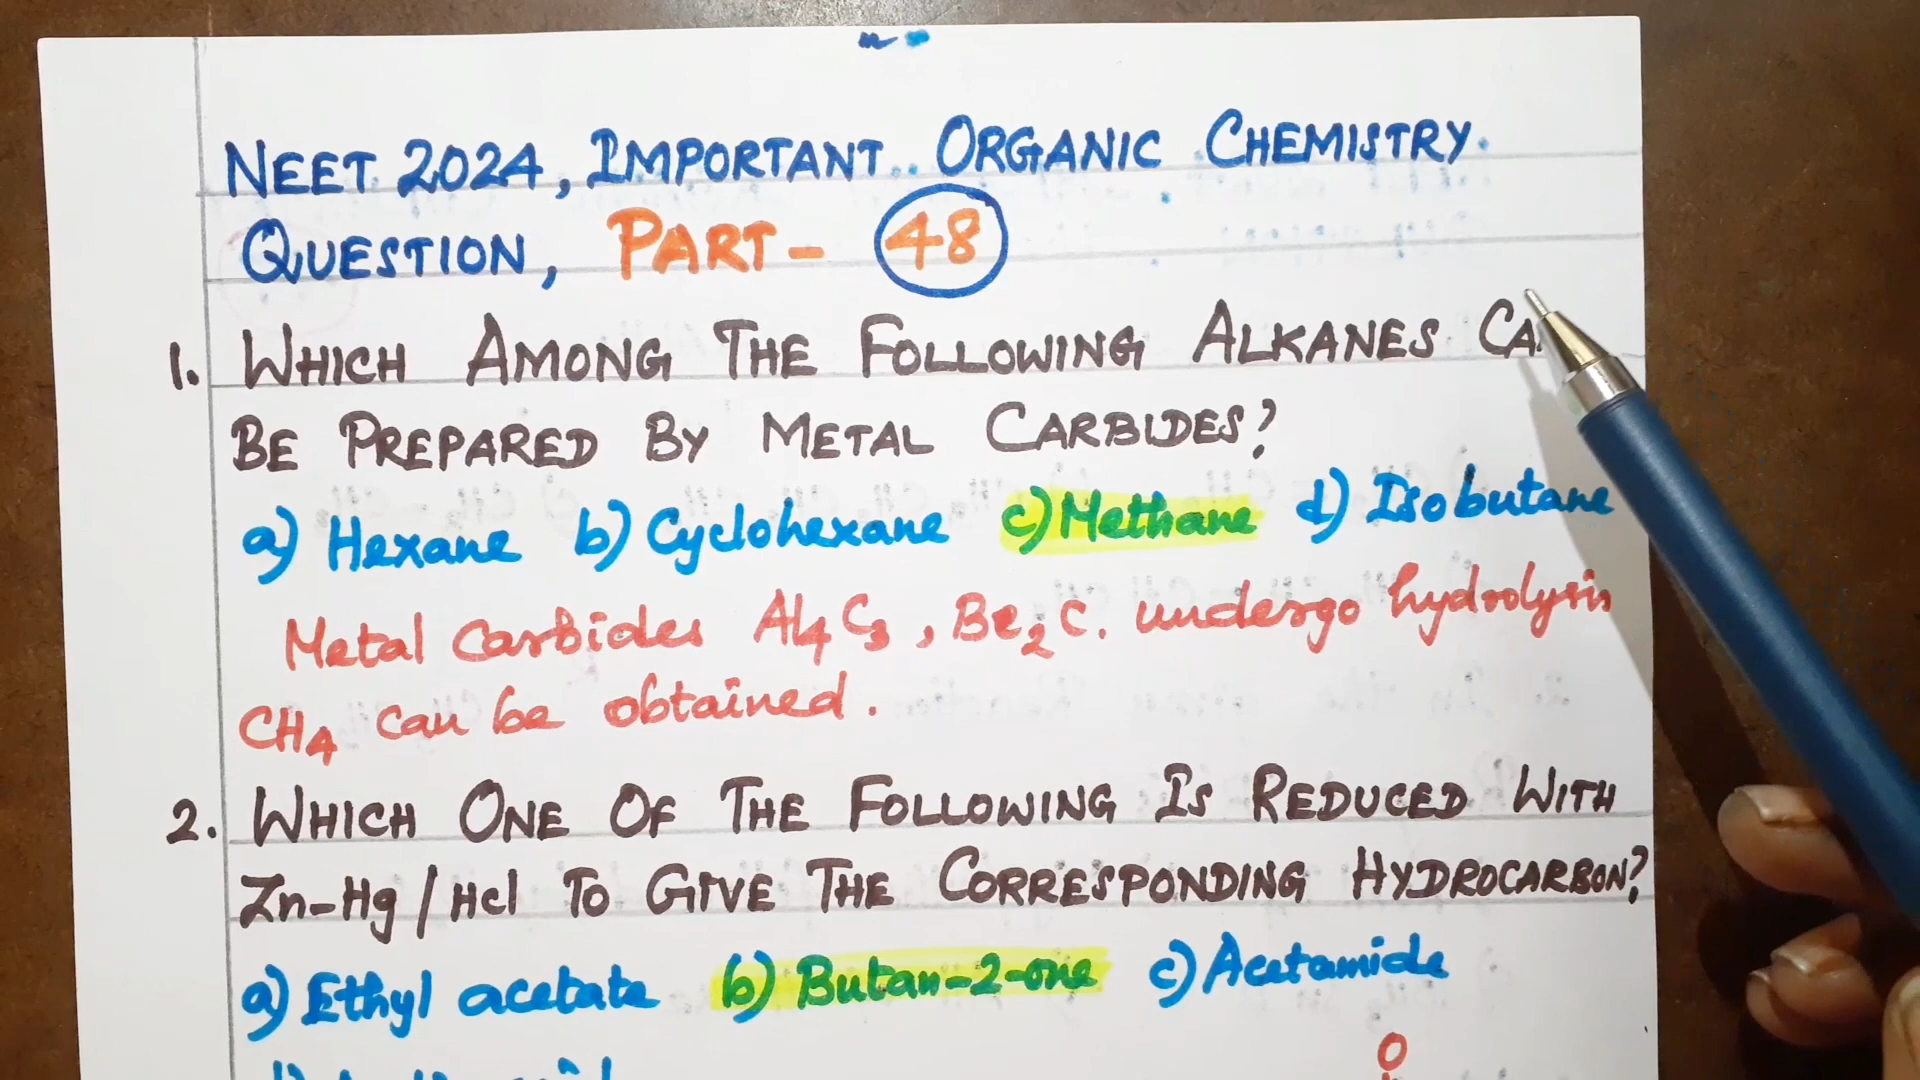 NEET 2024, IMPORTANT ORGANIC CHEMISTRY
QUESTION, PART- 48
1. WHICH AMONG THE FOLLOWING ALKANES
BE PREPARED BY METAL CARBIDES?
a) Hexane b) Cyclohexane c) Methane d) Isobutane
Metal carbides Al4C3, Be2C. undergo hydrolysis
CH4 can be obtained.
2. WHICH ONE OF THE FOLLOWING IS REDUCED WITH
Zn-Hg/Hcl TO GIVE THE CORRESPONDING HYDROCARBON?
a) Ethyl acetate b) Butan-2-one c) Acetamide
O